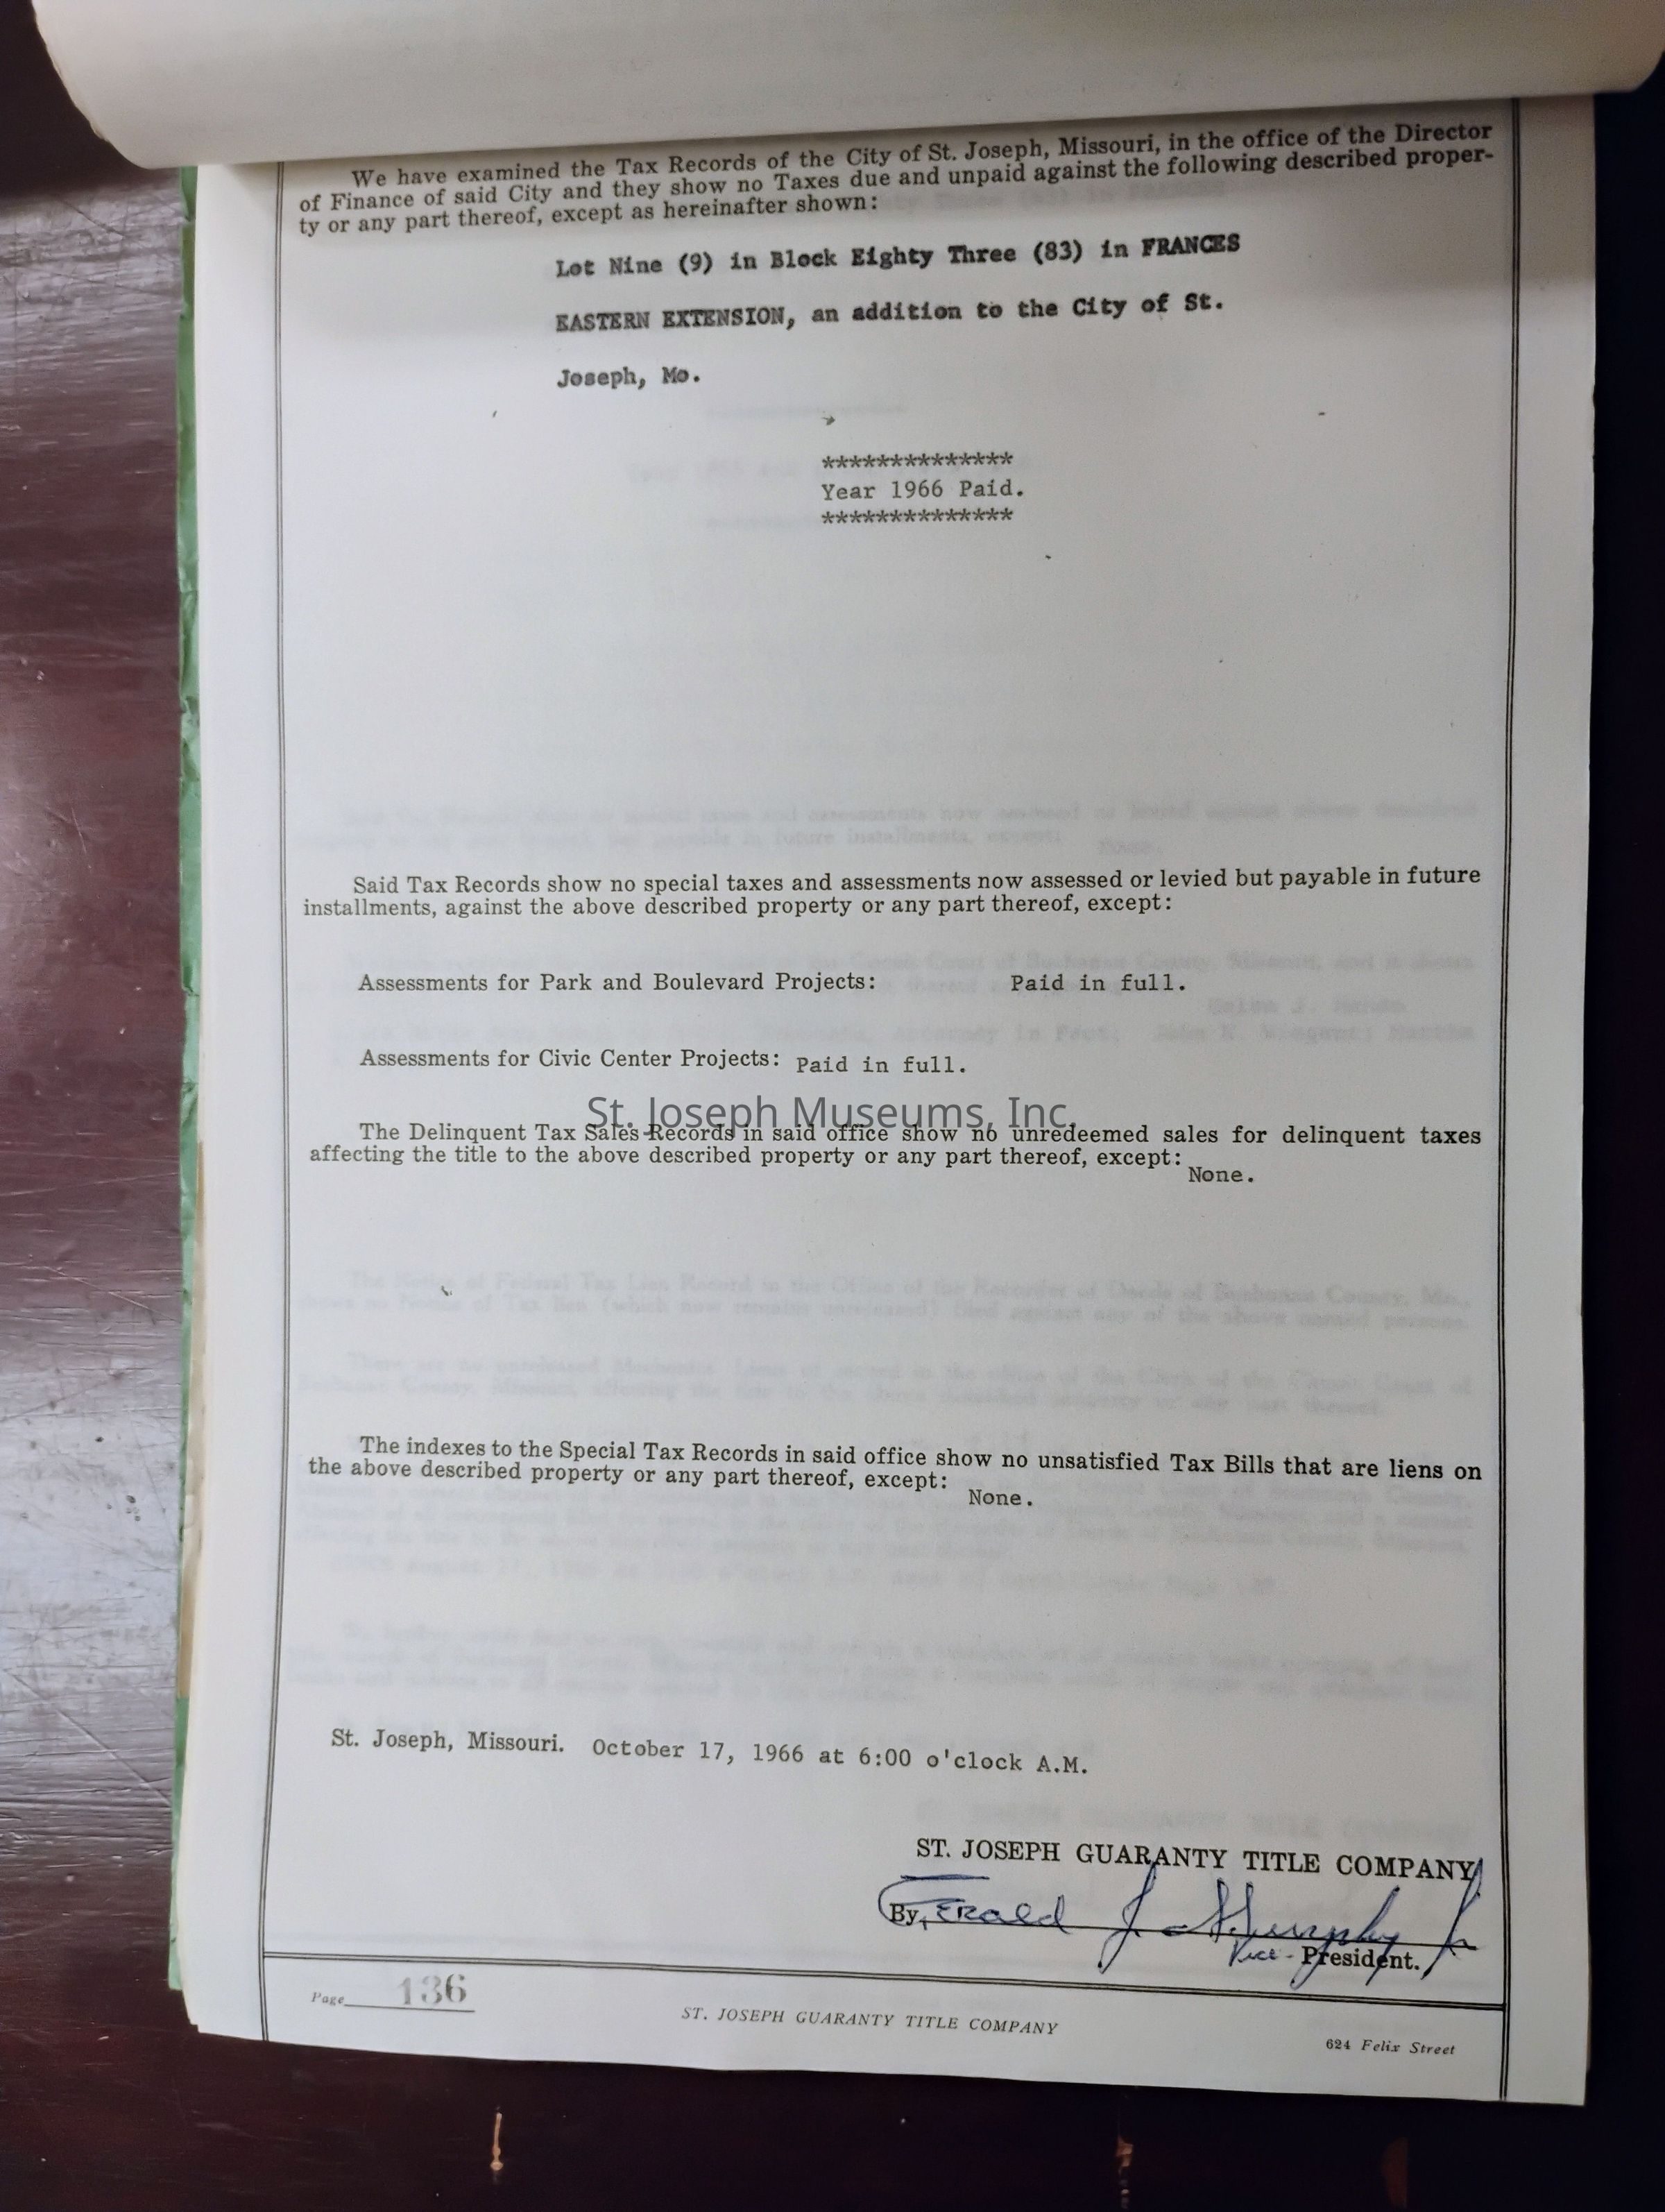 We have examined the Tax Records of the City of St. Joseph, Missouri, in the office of the Director
of Finance of said City and they show no Taxes due and unpaid against the following described proper-
ty or any part thereof, except as hereinafter shown:
Lot Nine (9) in Block Eighty Three (83) in FRANCES
EASTERN EXTENSION, an addition to the City of St.
Joseph, Mo.
**************
Year 1966 Paid.
**************
Said Tax Records show no special taxes and assessments now assessed or levied but payable in future
installments, against the above described property or any part thereof, except:
Assessments for Park and Boulevard Projects: Paid in full.
Assessments for Civic Center Projects: Paid in full.
St. Joseph Museums, Inc.
The Delinquent Tax Sales Records in said office show no unredeemed sales for delinquent taxes
affecting the title to the above described property or any part thereof, except:
None.
The indexes to the Special Tax Records in said office show no unsatisfied Tax Bills that are liens on
the above described property or any part thereof, except:
None.
St. Joseph, Missouri. October 17, 1966 at 6:00 o'clock A.M.
ST. JOSEPH GUARANTY TITLE COMPANY
By, Gerald J. Murphy Jr
Vice-President.
Page 136
ST. JOSEPH GUARANTY TITLE COMPANY
624 Felix Street